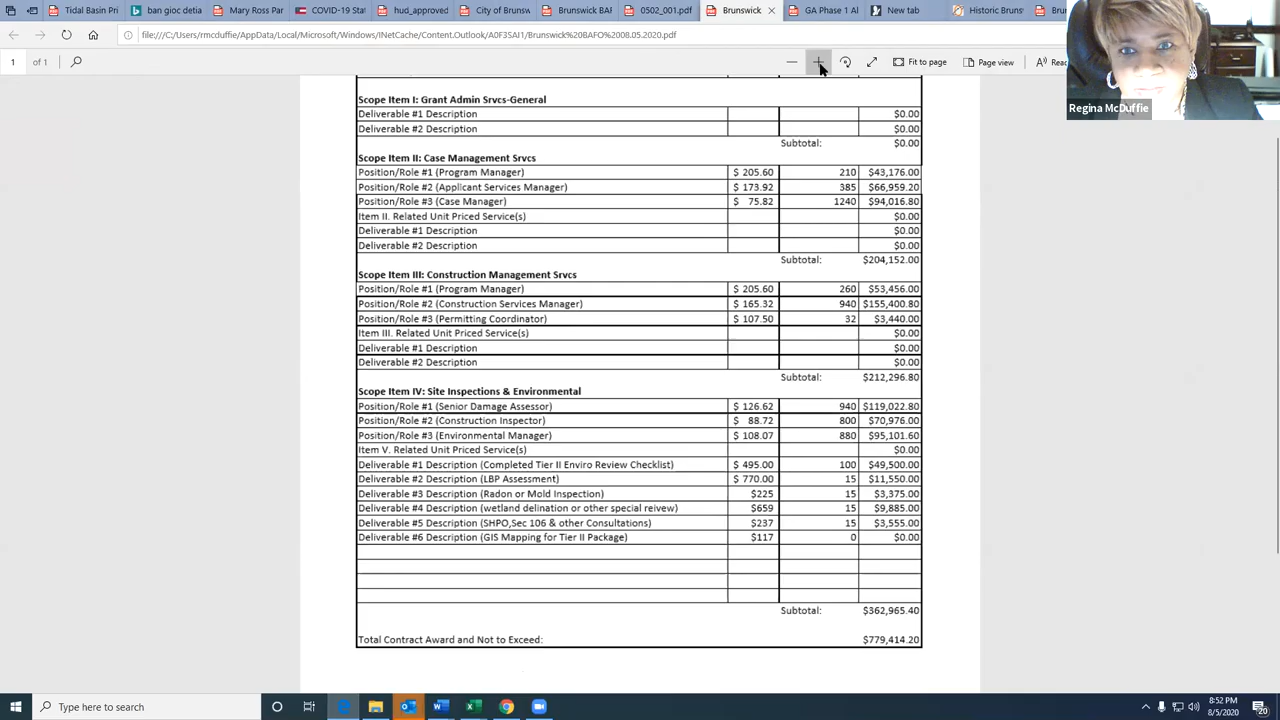 Tidal Basin Pri
ban gioc detia
Mary Ross Par
COVID-19 Stat
hud_approved
City of Brunsw
Brunswick BAF
0502_001.pdf
Brunswick
GA Phase 1 Al
New tab
Historic Bruns
file:///C:/Users/rmcduffie/AppData/Local/Microsoft/Windows/INetCache/Content.Outlook/A0F3SAI1/Brunswick%20BAFO%2008.05.2020.pdf
1 of 1 Fit to page Page view
Regina McDuffie
Scope Item I: Grant Admin Srvcs-General
Deliverable #1 Description $0.00
Deliverable #2 Description $0.00
Subtotal: $0.00
Scope Item II: Case Management Srvcs
Position/Role #1 (Program Manager) $ 205.60 210 $43,176.00
Position/Role #2 (Applicant Services Manager) $ 173.92 385 $66,959.20
Position/Role #3 (Case Manager) $ 75.82 1240 $94,016.80
Item II. Related Unit Priced Service(s) $0.00
Deliverable #1 Description $0.00
Deliverable #2 Description $0.00
Subtotal: $204,152.00
Scope Item III: Construction Management Srvcs
Position/Role #1 (Program Manager) $ 205.60 260 $53,456.00
Position/Role #2 (Construction Services Manager) $ 165.32 940 $155,400.80
Position/Role #3 (Permitting Coordinator) $ 107.50 32 $3,440.00
Item III. Related Unit Priced Service(s) $0.00
Deliverable #1 Description $0.00
Deliverable #2 Description $0.00
Subtotal: $212,296.80
Scope Item IV: Site Inspections & Environmental
Position/Role #1 (Senior Damage Assessor) $ 126.62 940 $119,022.80
Position/Role #2 (Construction Inspector) $ 88.72 800 $70,976.00
Position/Role #3 (Environmental Manager) $ 108.07 880 $95,101.60
Item V. Related Unit Priced Service(s) $0.00
Deliverable #1 Description (Completed Tier II Enviro Review Checklist) $ 495.00 100 $49,500.00
Deliverable #2 Description (LBP Assessment) $ 770.00 15 $11,550.00
Deliverable #3 Description (Radon or Mold Inspection) $225 15 $3,375.00
Deliverable #4 Description (wetland delination or other special reivew) $659 15 $9,885.00
Deliverable #5 Description (SHPO,Sec 106 & other Consultations) $237 15 $3,555.00
Deliverable #6 Description (GIS Mapping for Tier II Package) $117 0 $0.00
Subtotal: $362,965.40
Total Contract Award and Not to Exceed: $779,414.20
Type here to search
8:52 PM
8/5/2020
20